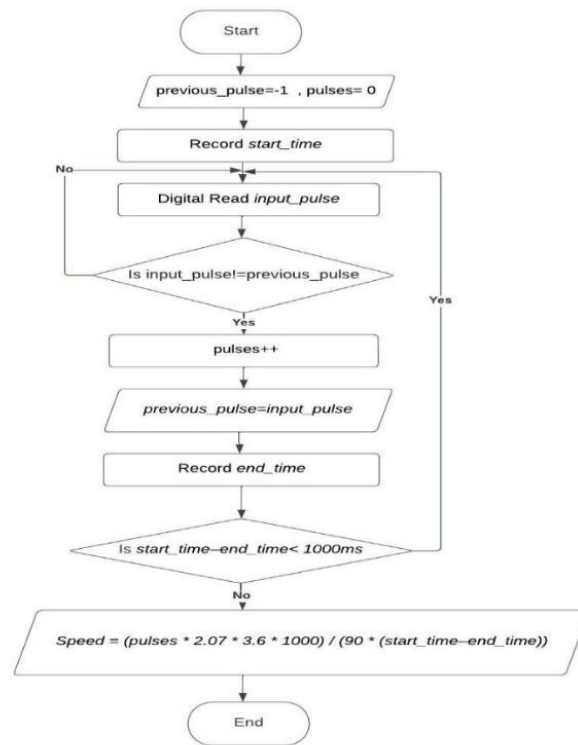 Start
previous_pulse=-1 , pulses= 0
Record start_time
No
Digital Read input_pulse
Is input_pulse!=previous_pulse
Yes
Yes
pulses++
previous_pulse=input_pulse
Record end_time
Is start_time–end_time< 1000ms
No
Speed = (pulses * 2.07 * 3.6 * 1000) / (90 * (start_time–end_time))
End